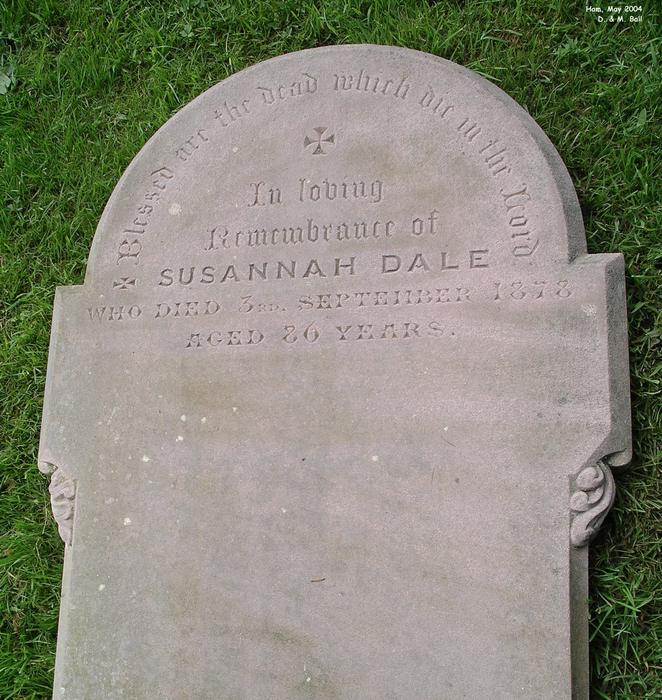 Ham, May 2004
D. & M. Ball
Blessed are the dead which die in the Lord
In loving
Remembrance of
SUSANNAH DALE
WHO DIED 3RD. SEPTEMBER 1878
AGED 86 YEARS.